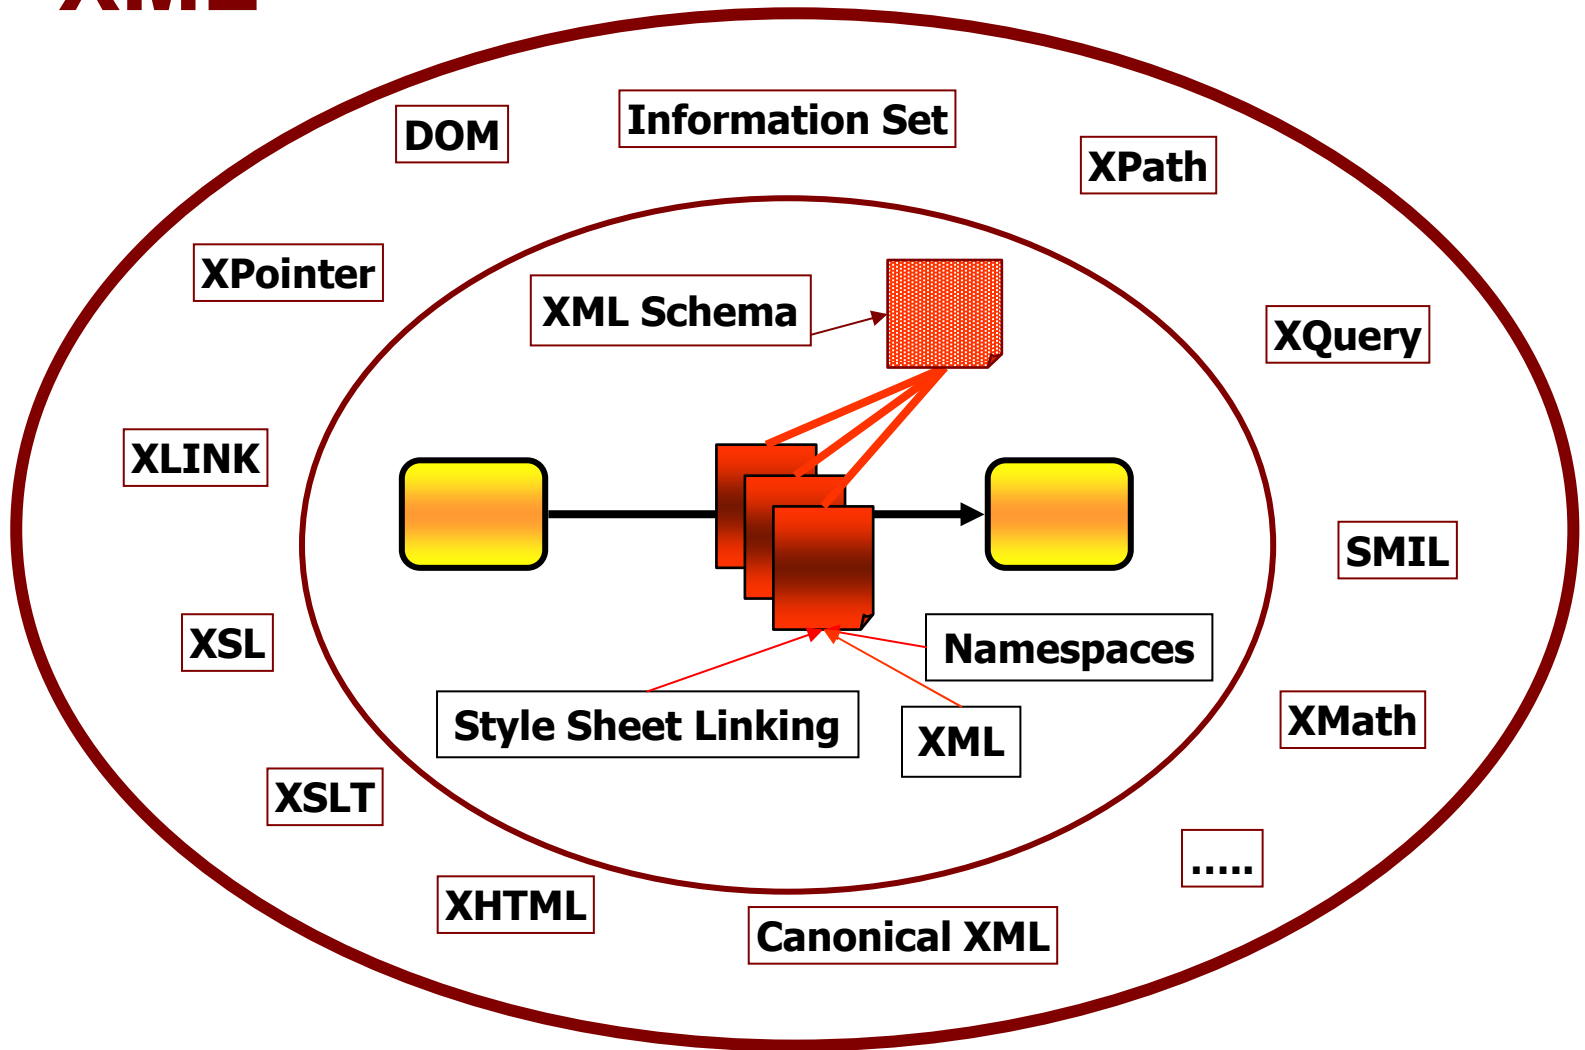 XML
Information Set
DOM
XPath
XPointer
XML Schema
XQuery
XLINK
SMIL
XSL
Namespaces
Style Sheet Linking
XML
XMath
XSLT
.....
XHTML
Canonical XML